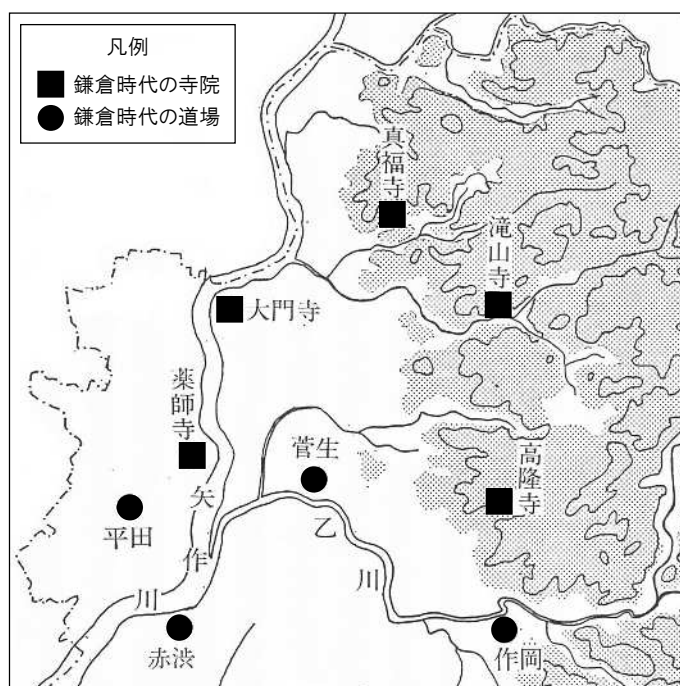 凡例
鎌倉時代の寺院
鎌倉時代の道場
真福寺
滝山寺
大門寺
薬師寺
菅生
高隆寺
平田
矢作川
乙川
赤渋
作岡